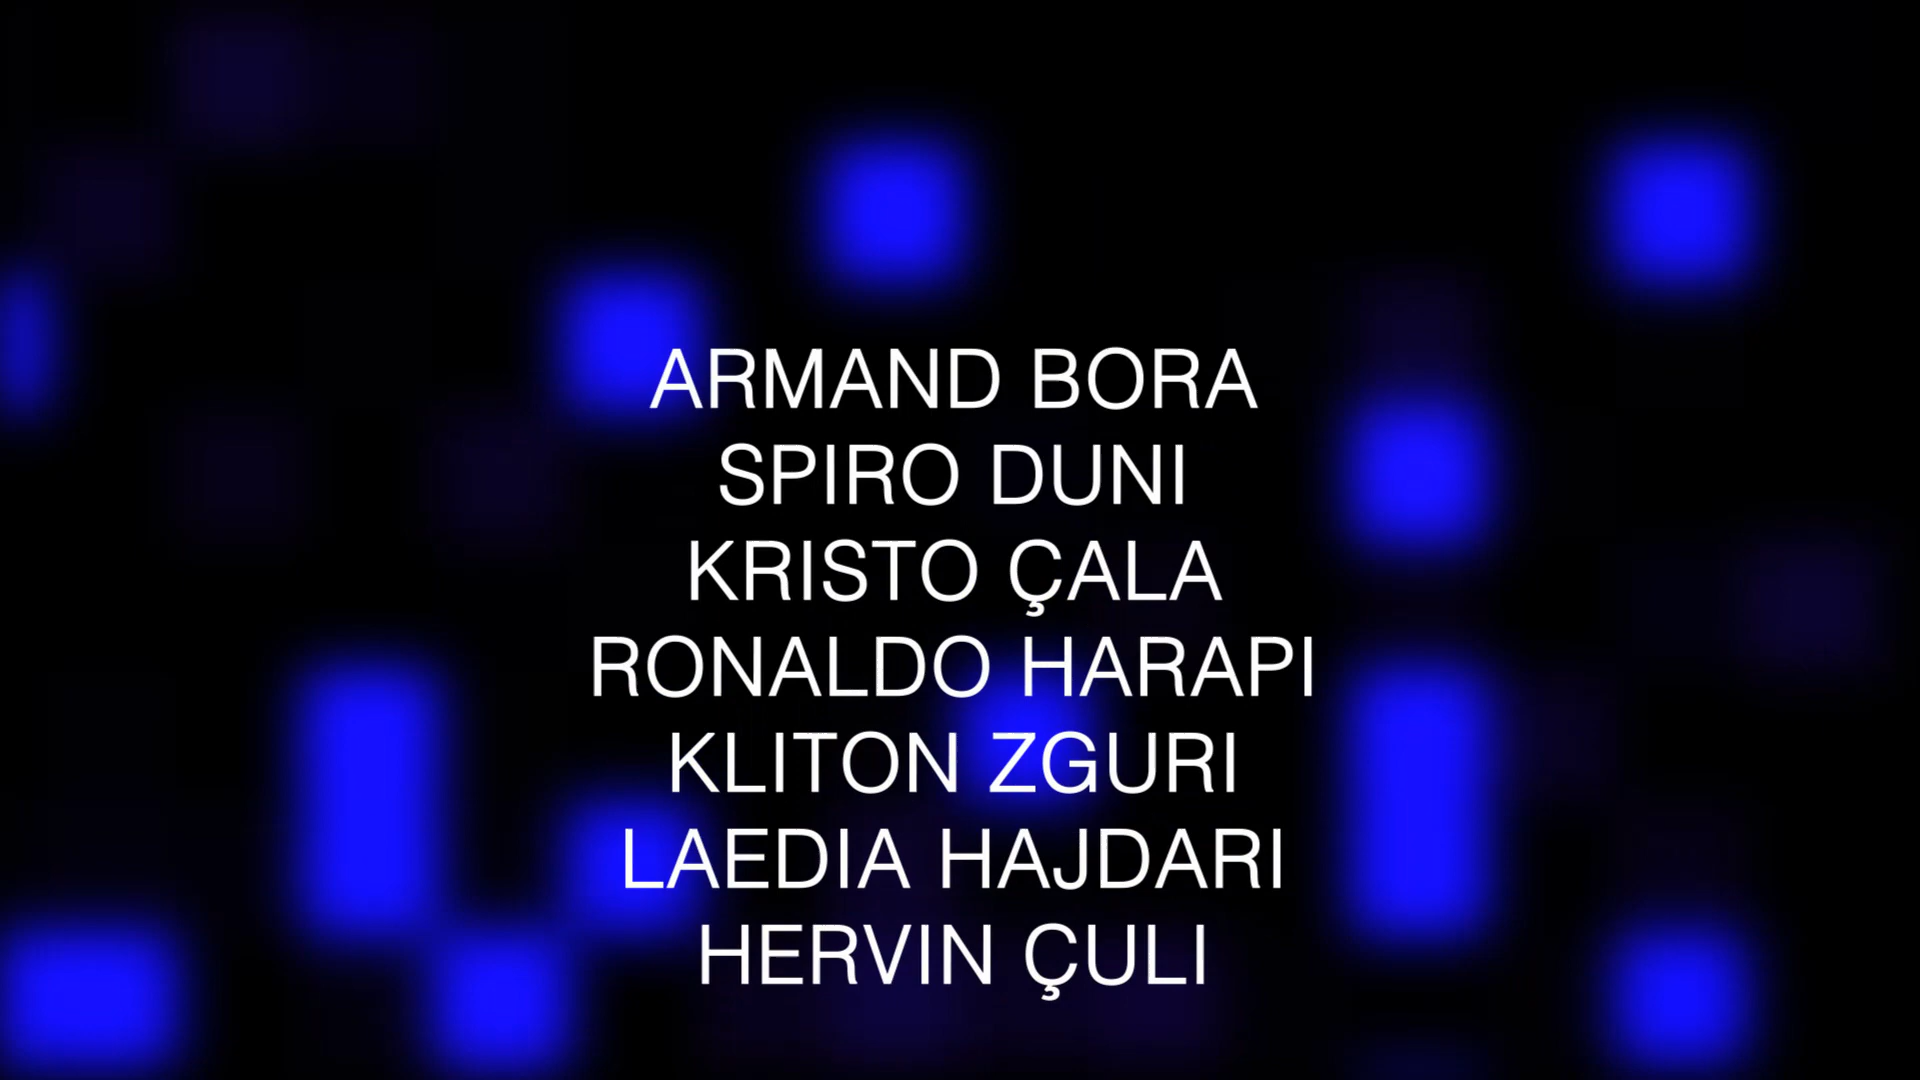 ARMAND BORA
SPIRO DUNI
KRISTO ÇALA
RONALDO HARAPI
KLITON ZGURI
LAEDIA HAJDARI
HERVIN ÇULI